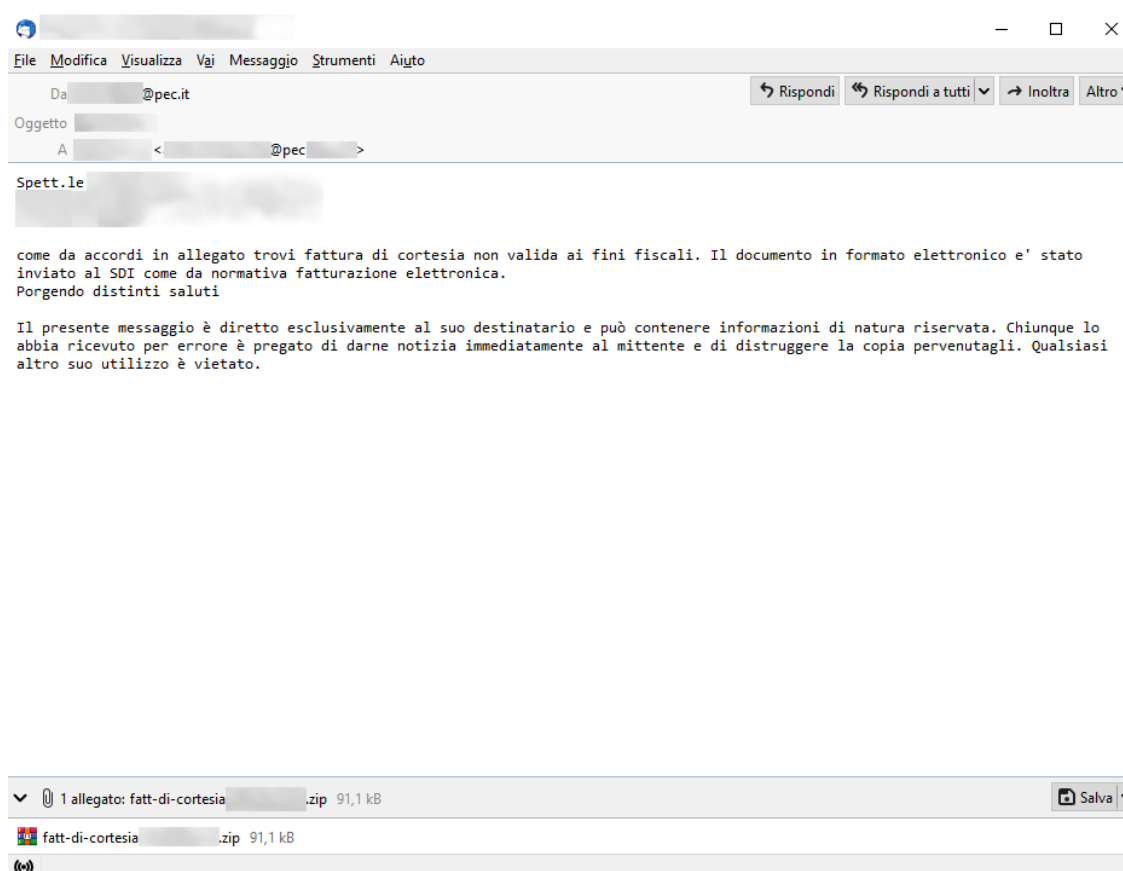 File Modifica Visualizza Vai Messaggio Strumenti Aiuto
Da @pec.it
Rispondi Rispondi a tutti Inoltra Altro
Oggetto
A < @pec >
Spett.le
come da accordi in allegato trovi fattura di cortesia non valida ai fini fiscali. Il documento in formato elettronico e' stato
inviato al SDI come da normativa fatturazione elettronica.
Porgendo distinti saluti
Il presente messaggio è diretto esclusivamente al suo destinatario e può contenere informazioni di natura riservata. Chiunque lo
abbia ricevuto per errore è pregato di darne notizia immediatamente al mittente e di distruggere la copia pervenutagli. Qualsiasi
altro suo utilizzo è vietato.
1 allegato: fatt-di-cortesia .zip 91,1 kB
Salva
fatt-di-cortesia .zip 91,1 kB